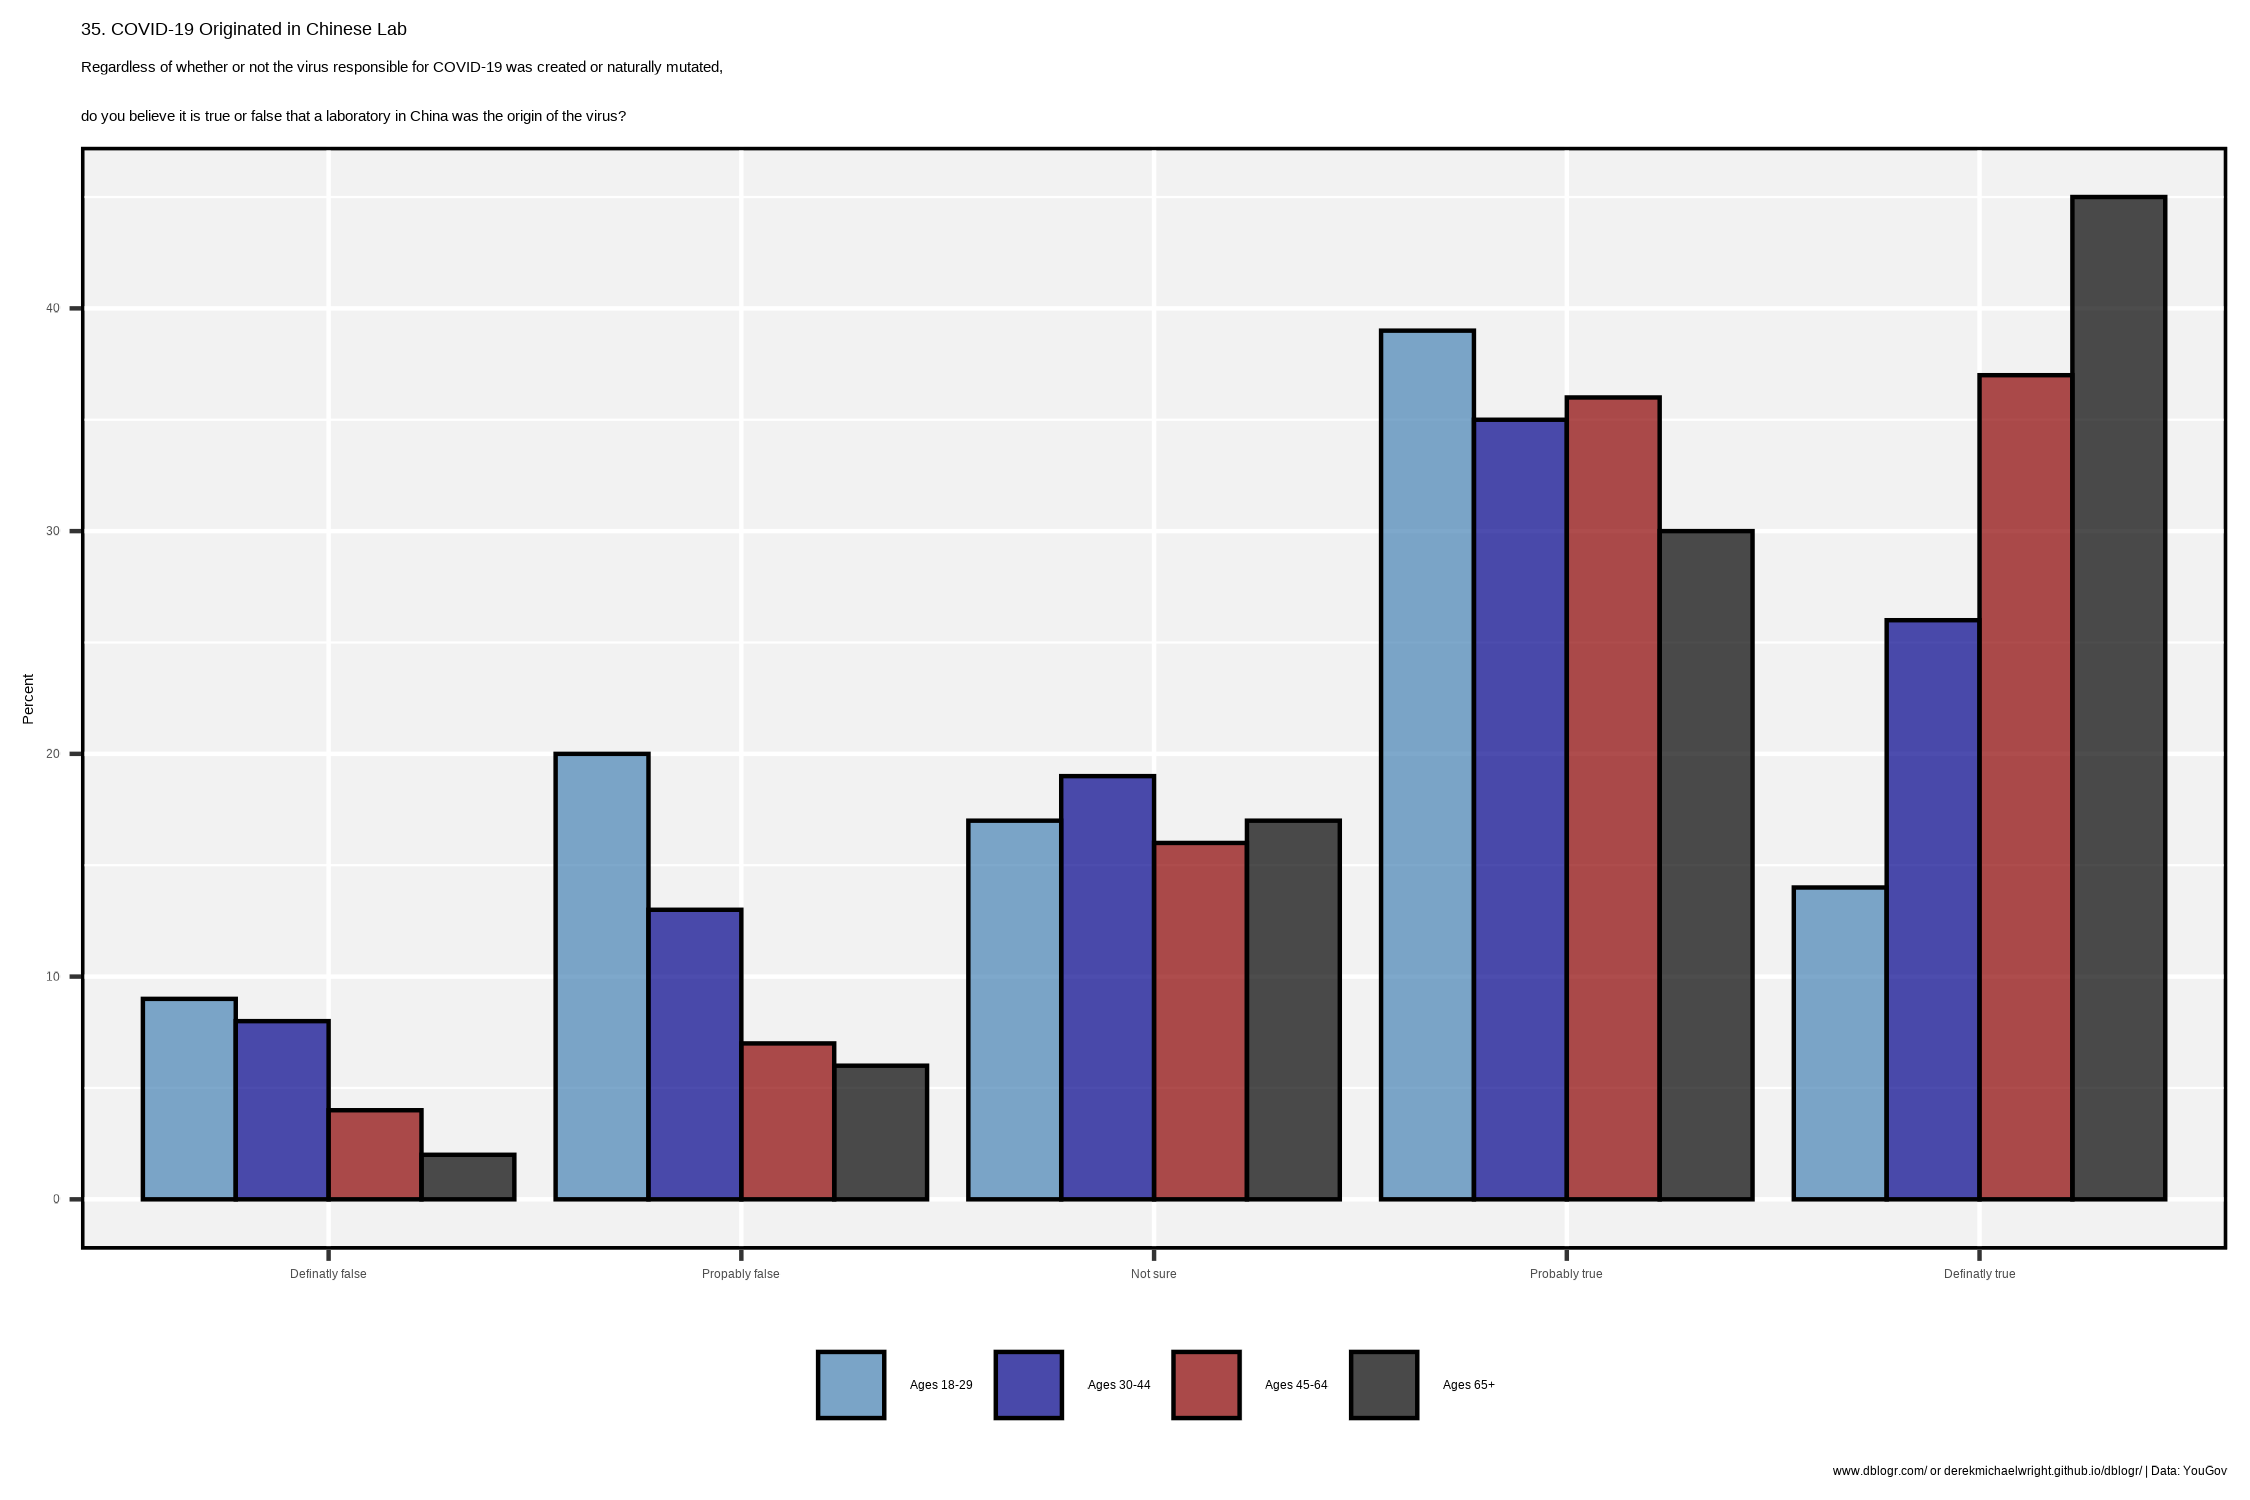 35. COVID-19 Originated in Chinese Lab
Regardless of whether or not the virus responsible for COVID-19 was created or naturally mutated,
do you believe it is true or false that a laboratory in China was the origin of the virus?
Percent
40
30
20
10
0
Definatly false
Propably false
Not sure
Probably true
Definatly true
Ages 18-29
Ages 30-44
Ages 45-64
Ages 65+
www.dblogr.com/ or derekmichaelwright.github.io/dblogr/ | Data: YouGov